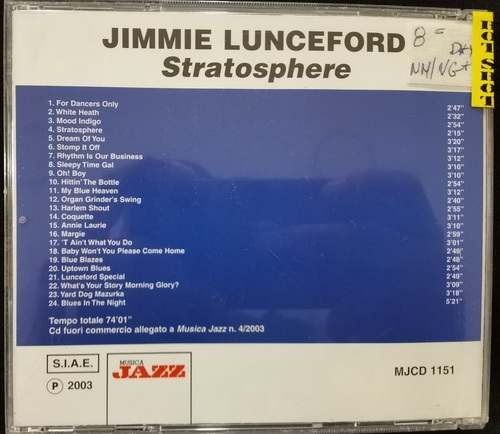 JIMMIE LUNCEFORD
Stratosphere
8=
NM/VG+
HOT SHOT
1. For Dancers Only 2'47"
2. White Heath 2'32"
3. Mood Indigo 2'54"
4. Stratosphere 2'15"
5. Dream Of You 3'20"
6. Stomp It Off 3'17"
7. Rhythm Is Our Business 3'12"
8. Sleepy Time Gal 3'10"
9. Oh! Boy 3'10"
10. Hittin' The Bottle 2'54"
11. My Blue Heaven 3'12"
12. Organ Grinder's Swing 2'40"
13. Harlem Shout 2'55"
14. Coquette 3'11"
15. Annie Laurie 3'10"
16. Margie 2'59"
17. 'T Ain't What You Do 3'01"
18. Baby Won't You Please Come Home 2'49"
19. Blue Blazes 2'48"
20. Uptown Blues 2'54"
21. Lunceford Special 2'49"
22. What's Your Story Morning Glory? 3'09"
23. Yard Dog Mazurka 3'18"
24. Blues In The Night 5'21"
Tempo totale 74'01"
Cd fuori commercio allegato a Musica Jazz n. 4/2003
S.I.A.E.
P 2003
MUSICA
JAZZ
MJCD 1151